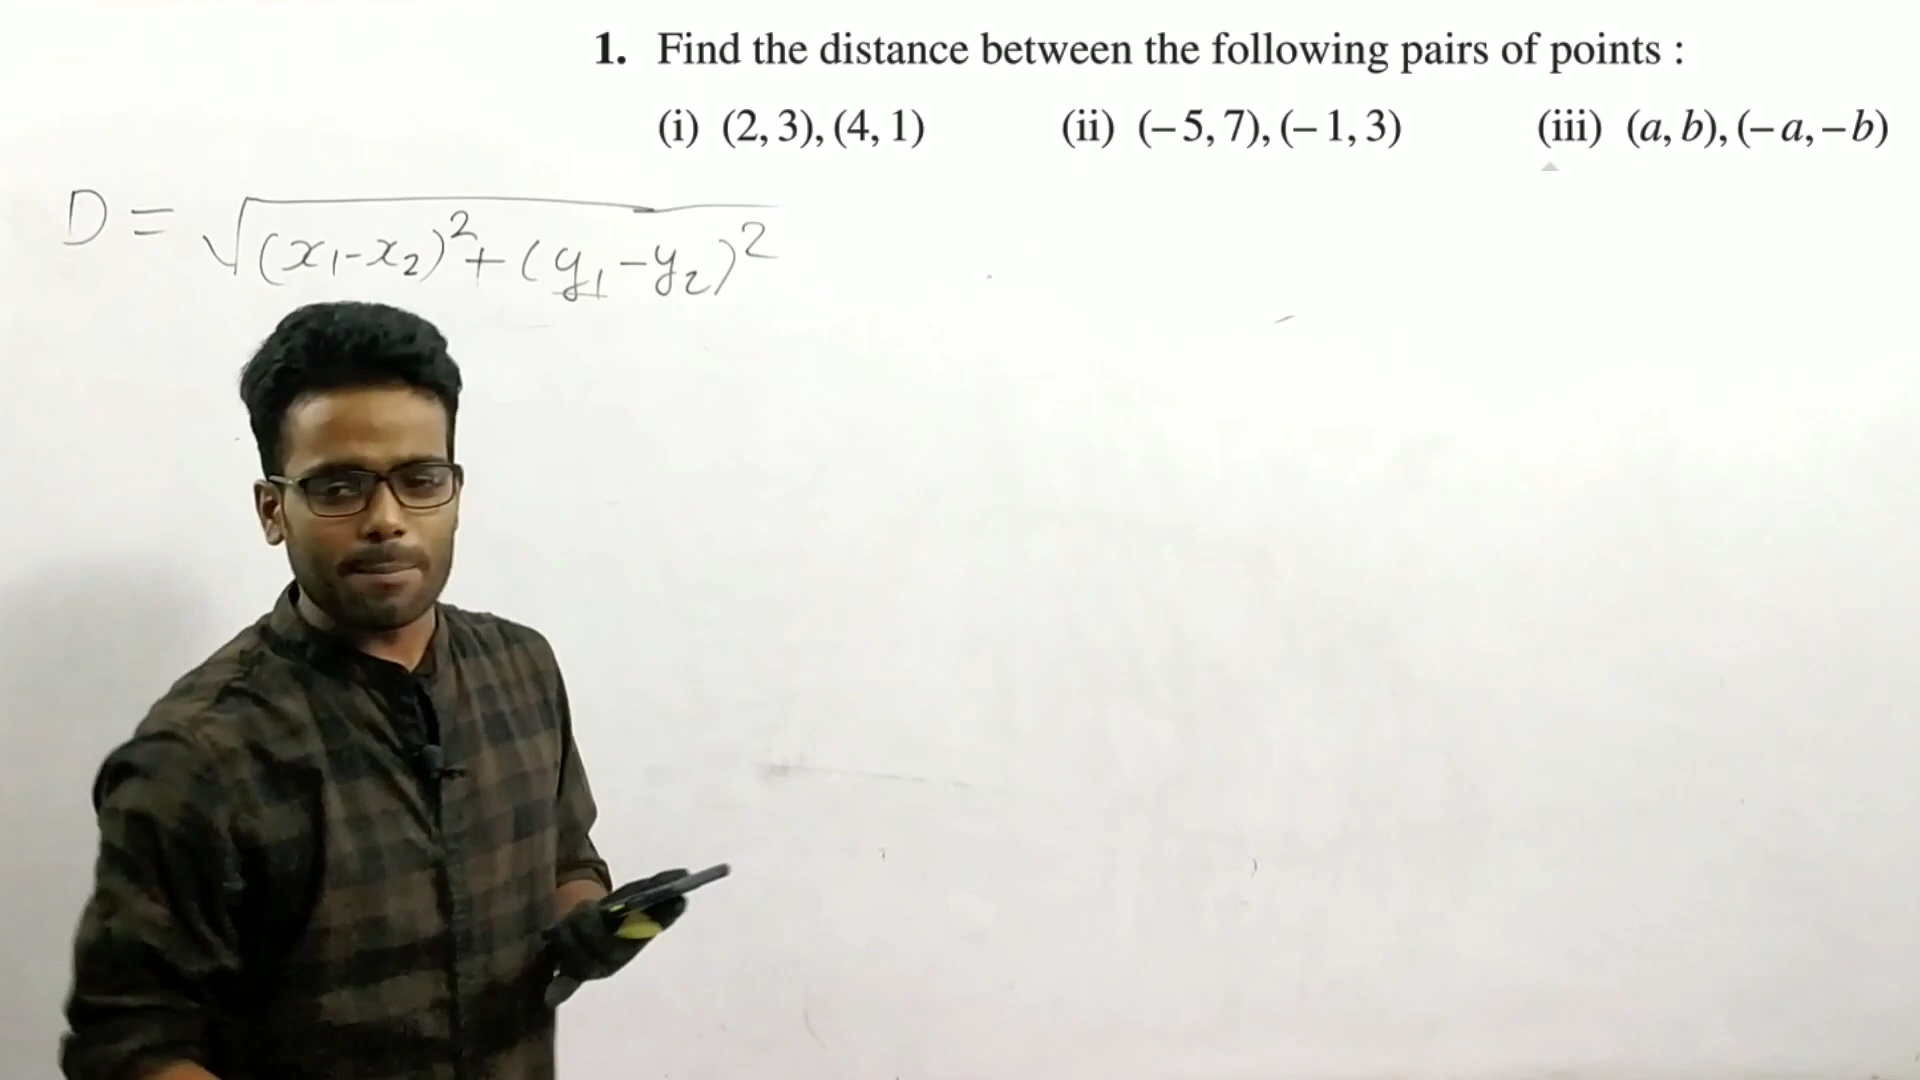 1. Find the distance between the following pairs of points :
(i) (2, 3), (4, 1) (ii) (– 5, 7), (– 1, 3) (iii) (a, b), (– a, – b)
D = √(x₁-x₂)²+(y₁-y₂)²